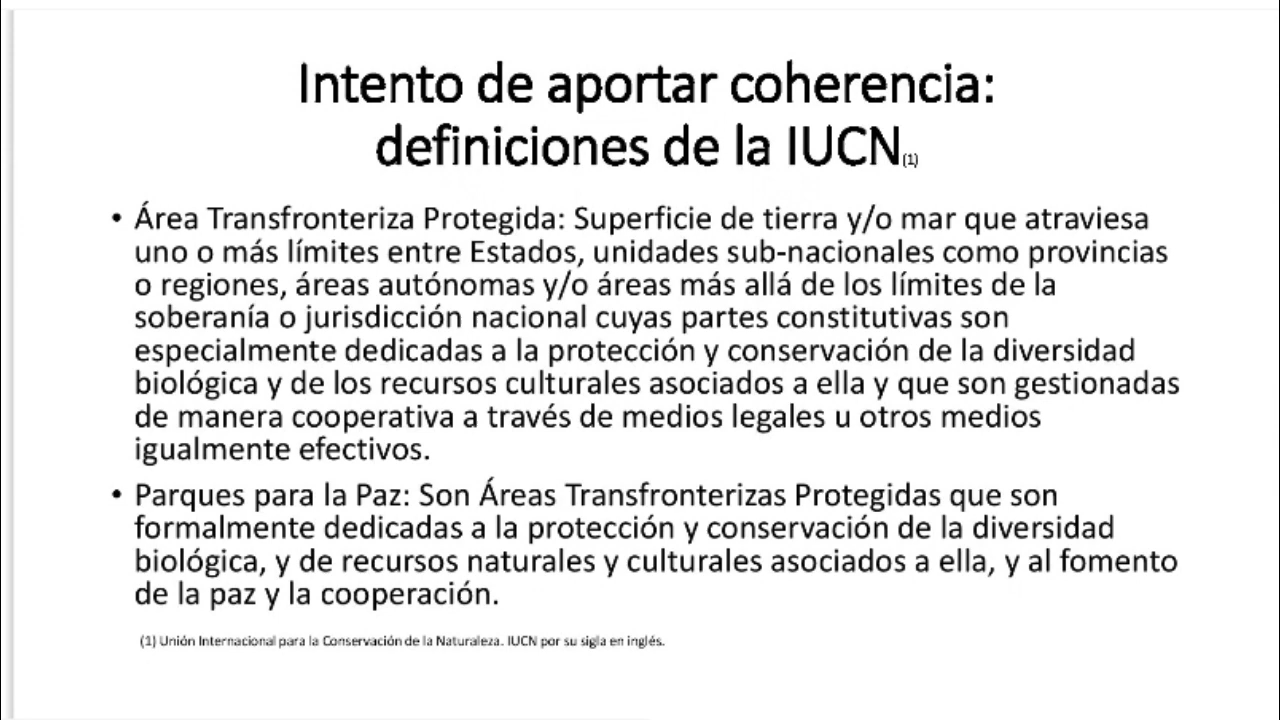 Intento de aportar coherencia:
definiciones de la IUCN(1)
• Área Transfronteriza Protegida: Superficie de tierra y/o mar que atraviesa
uno o más límites entre Estados, unidades sub-nacionales como provincias
o regiones, áreas autónomas y/o áreas más allá de los límites de la
soberanía o jurisdicción nacional cuyas partes constitutivas son
especialmente dedicadas a la protección y conservación de la diversidad
biológica y de los recursos culturales asociados a ella y que son gestionadas
de manera cooperativa a través de medios legales u otros medios
igualmente efectivos.
• Parques para la Paz: Son Áreas Transfronterizas Protegidas que son
formalmente dedicadas a la protección y conservación de la diversidad
biológica, y de recursos naturales y culturales asociados a ella, y al fomento
de la paz y la cooperación.
(1) Unión Internacional para la Conservación de la Naturaleza. IUCN por su sigla en inglés.